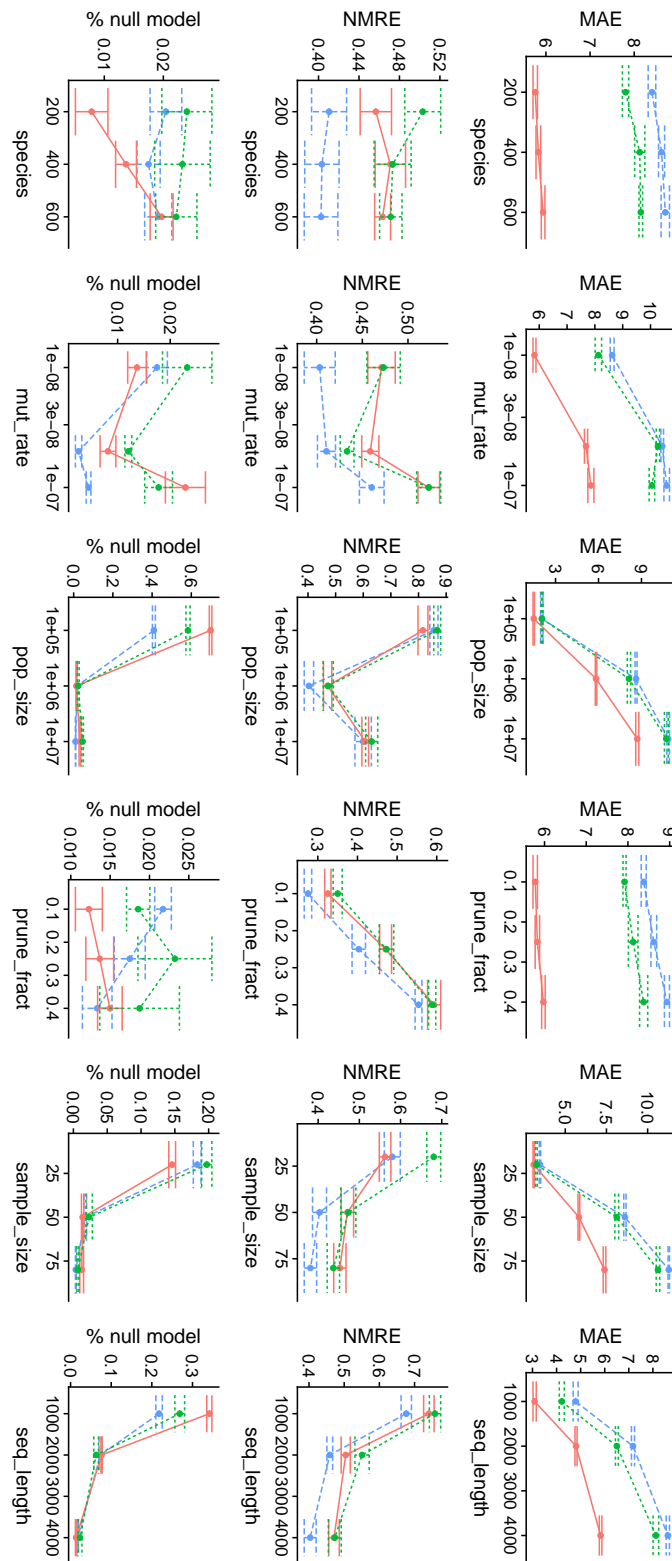 MAE
8
7
6
200 400 600
species
MAE
10
9
8
7
6
1e-08 3e-08 1e-07
mut_rate
MAE
9
6
3
1e+05 1e+06 1e+07
pop_size
MAE
9
8
7
6
0.1 0.2 0.3 0.4
prune_fract
MAE
10.0
7.5
5.0
25 50 75
sample_size
MAE
8
7
6
5
4
3
1000 2000 3000 4000
seq_length
NMRE
0.52
0.48
0.44
0.40
200 400 600
species
NMRE
0.50
0.45
0.40
1e-08 3e-08 1e-07
mut_rate
NMRE
0.9
0.8
0.7
0.6
0.5
0.4
1e+05 1e+06 1e+07
pop_size
NMRE
0.6
0.5
0.4
0.3
0.1 0.2 0.3 0.4
prune_fract
NMRE
0.7
0.6
0.5
0.4
25 50 75
sample_size
NMRE
0.7
0.5
0.4
1000 2000 3000 4000
seq_length
% null model
0.02
0.01
200 400 600
species
% null model
0.02
0.01
1e-08 3e-08 1e-07
mut_rate
% null model
0.6
0.4
0.2
0.0
1e+05 1e+06 1e+07
pop_size
% null model
0.025
0.020
0.015
0.010
0.1 0.2 0.3 0.4
prune_fract
% null model
0.20
0.15
0.10
0.05
0.00
25 50 75
sample_size
% null model
0.3
0.2
0.1
0.0
1000 2000 3000 4000
seq_length